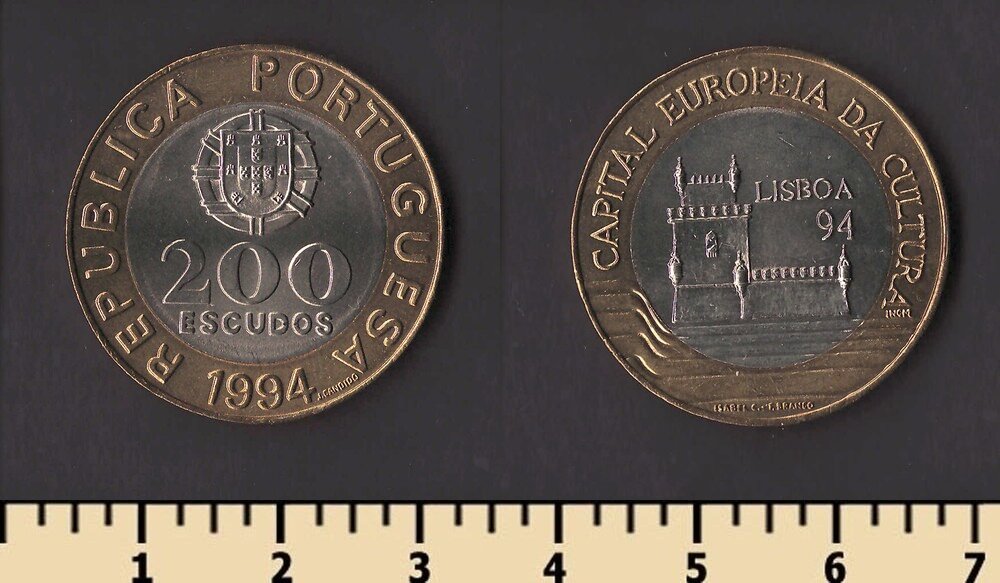 REPUBLICA PORTUGUESA
200
ESCUDOS
1994
J.CANDIDO
CAPITAL EUROPEIA DA CULTURA
LISBOA
94
INCM
1 2 3 4 5 6 7